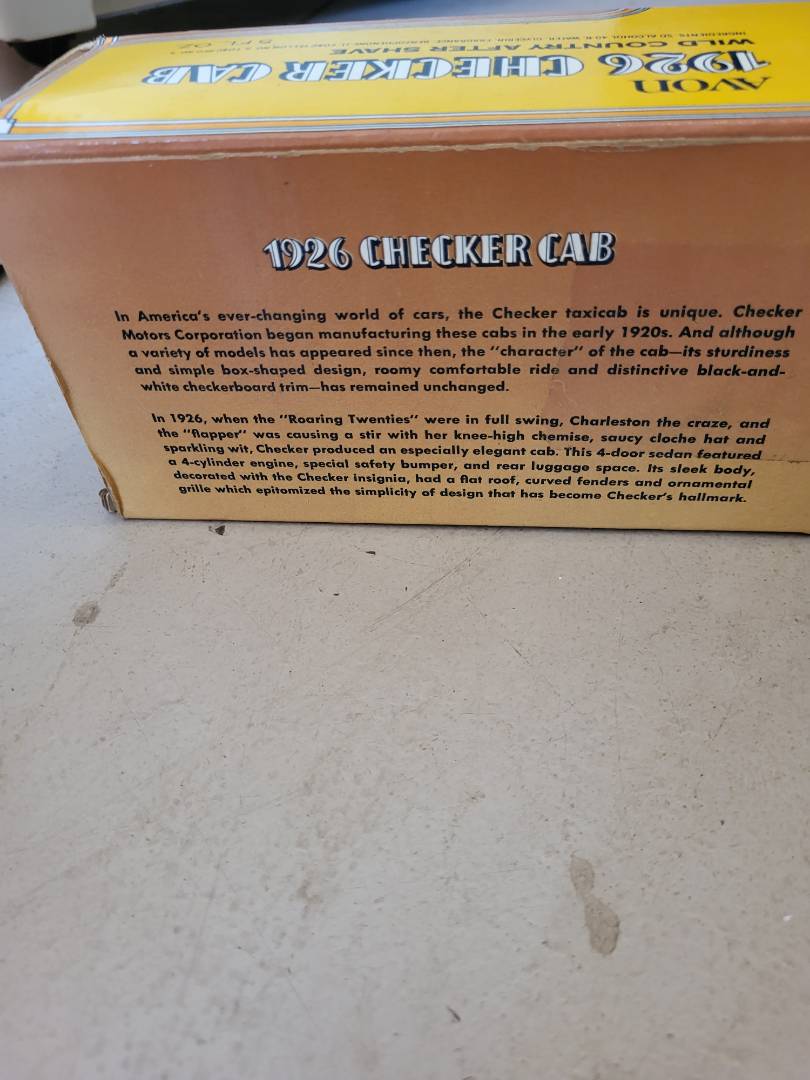 AVON
1926 CHECKER CAB
WILD COUNTRY AFTER SHAVE
5 FL. OZ.
1926 CHECKER CAB
In America's ever-changing world of cars, the Checker taxicab is unique. Checker
Motors Corporation began manufacturing these cabs in the early 1920s. And although
a variety of models has appeared since then, the "character" of the cab—its sturdiness
and simple box-shaped design, roomy comfortable ride and distinctive black-and-
white checkerboard trim—has remained unchanged.
In 1926, when the "Roaring Twenties" were in full swing, Charleston the craze, and
the "flapper" was causing a stir with her knee-high chemise, saucy cloche hat and
sparkling wit, Checker produced an especially elegant cab. This 4-door sedan featured
a 4-cylinder engine, special safety bumper, and rear luggage space. Its sleek body,
decorated with the Checker insignia, had a flat roof, curved fenders and ornamental
grille which epitomized the simplicity of design that has become Checker's hallmark.